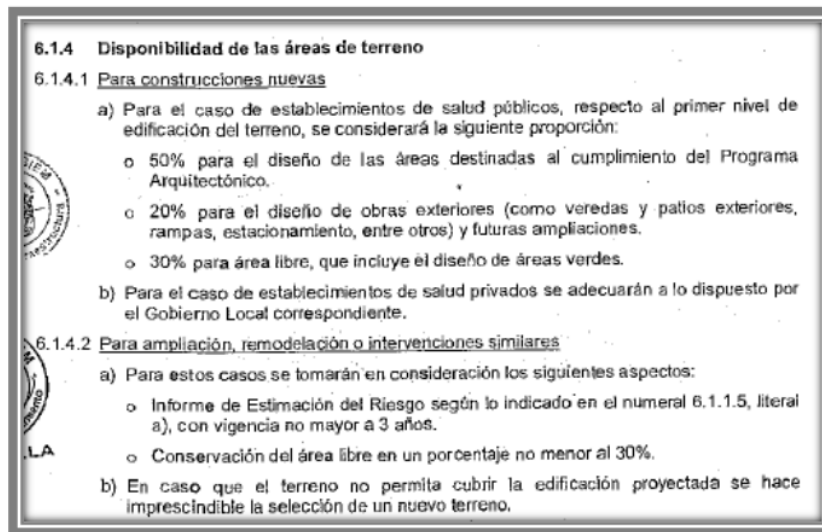 6.1.4 Disponibilidad de las áreas de terreno
6.1.4.1 Para construcciones nuevas
a) Para el caso de establecimientos de salud públicos, respecto al primer nivel de
edificación del terreno, se considerará la siguiente proporción:
o 50% para el diseño de las áreas destinadas al cumplimiento del Programa
Arquitectónico.
o 20% para el diseño de obras exteriores (como veredas y patios exteriores,
rampas, estacionamiento, entre otros) y futuras ampliaciones.
o 30% para área libre, que incluye el diseño de áreas verdes.
b) Para el caso de establecimientos de salud privados se adecuarán a lo dispuesto por
el Gobierno Local correspondiente.
6.1.4.2 Para ampliación, remodelación o intervenciones similares
a) Para estos casos se tomarán en consideración los siguientes aspectos:
o Informe de Estimación del Riesgo según lo indicado en el numeral 6.1.1.5, literal
a), con vigencia no mayor a 3 años.
.LA
o Conservación del área libre en un porcentaje no menor al 30%.
b) En caso que el terreno no permita cubrir la edificación proyectada se hace
imprescindible la selección de un nuevo terreno.